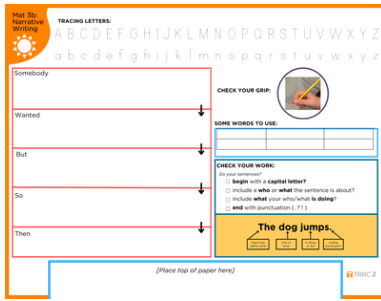 Mat 3b:
Narrative
Writing
TRACING LETTERS:
A B C D E F G H I J K L M N O P Q R S T U V W X Y Z
a b c d e f g h i j k l m n o p q r s t u v w x y z
Somebody
Wanted
But
So
Then
CHECK YOUR GRIP:
SOME WORDS TO USE:
CHECK YOUR WORK:
Do your sentences?
begin with a capital letter?
include a who or what the sentence is about?
include what your who/what is doing?
end with punctuation (. ? !)
The dog jumps.
[Place top of paper here]
TRRC 2